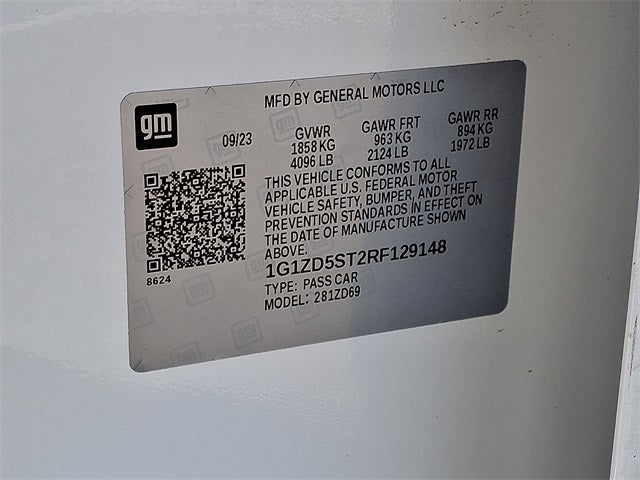 MFD BY GENERAL MOTORS LLC
gm
09/23
GVWR
1858 KG
4096 LB
GAWR FRT
963 KG
2124 LB
GAWR RR
894 KG
1972 LB
THIS VEHICLE CONFORMS TO ALL
APPLICABLE U.S. FEDERAL MOTOR
VEHICLE SAFETY, BUMPER, AND THEFT
PREVENTION STANDARDS IN EFFECT ON
THE DATE OF MANUFACTURE SHOWN
ABOVE.
1G1ZD5ST2RF129148
TYPE: PASS CAR
MODEL: 281ZD69
8624